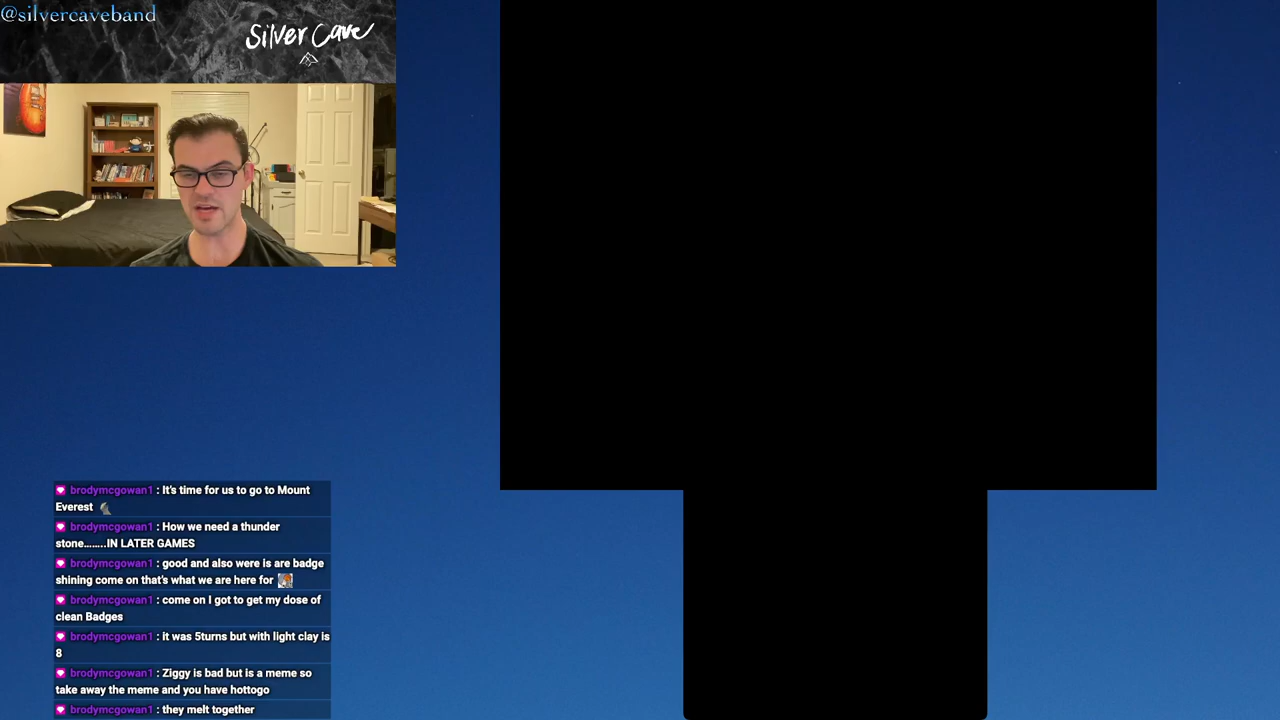 @silvercaveband
Silver Cave
brodymcgowan1 : It's time for us to go to Mount
Everest
brodymcgowan1 : How we need a thunder
stone........IN LATER GAMES
brodymcgowan1 : good and also were is are badge
shining come on that's what we are here for
brodymcgowan1 : come on I got to get my dose of
clean Badges
brodymcgowan1 : it was 5turns but with light clay is
8
brodymcgowan1 : Ziggy is bad but is a meme so
take away the meme and you have hottogo
brodymcgowan1 : they melt together